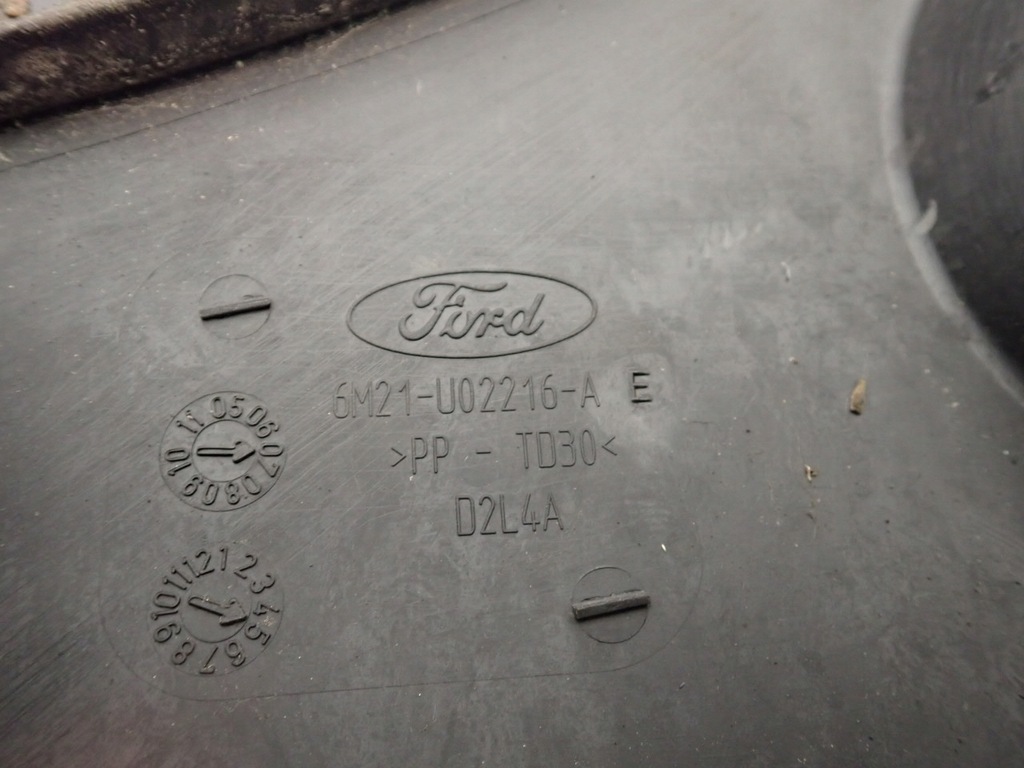 Ford
6M21-U02216-A E
>PP - TD30<
D2L4A
05 06 07 08 09 10 11
1 2 3 4 5 6 7 8 9 10 11 12